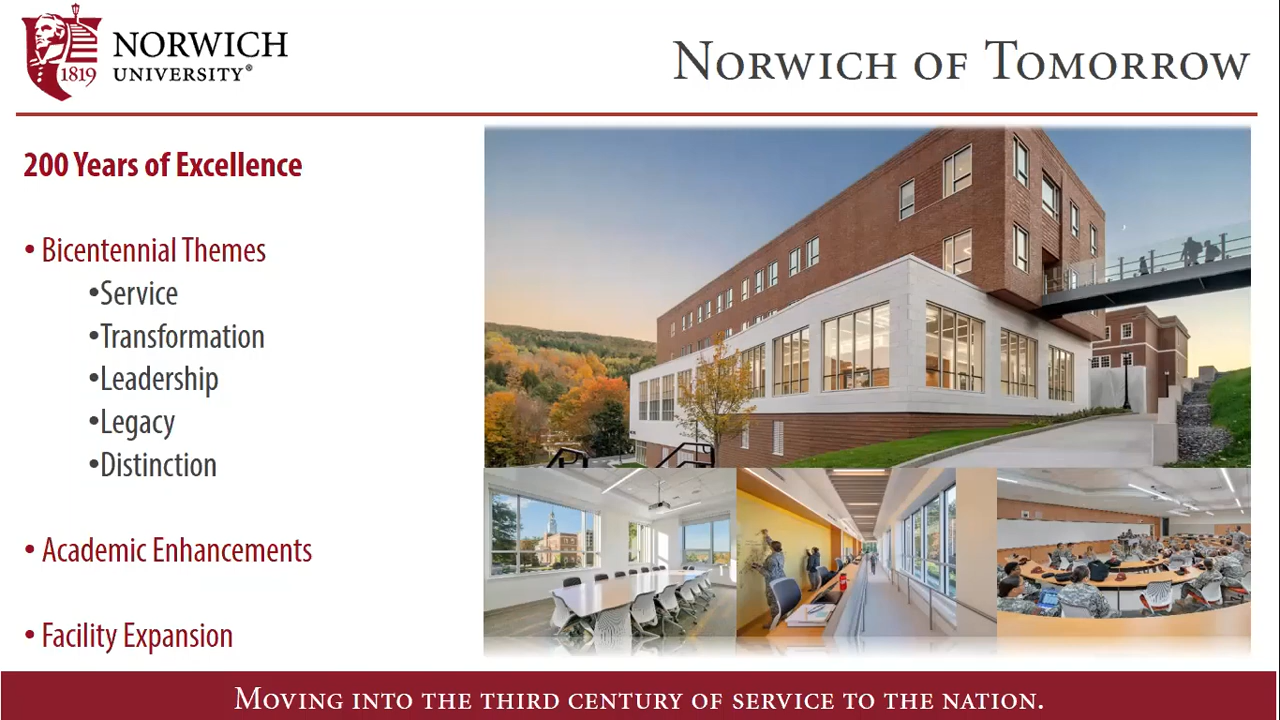 1819
NORWICH
UNIVERSITY®
NORWICH OF TOMORROW
200 Years of Excellence
• Bicentennial Themes
•Service
•Transformation
•Leadership
•Legacy
•Distinction
• Academic Enhancements
• Facility Expansion
MOVING INTO THE THIRD CENTURY OF SERVICE TO THE NATION.